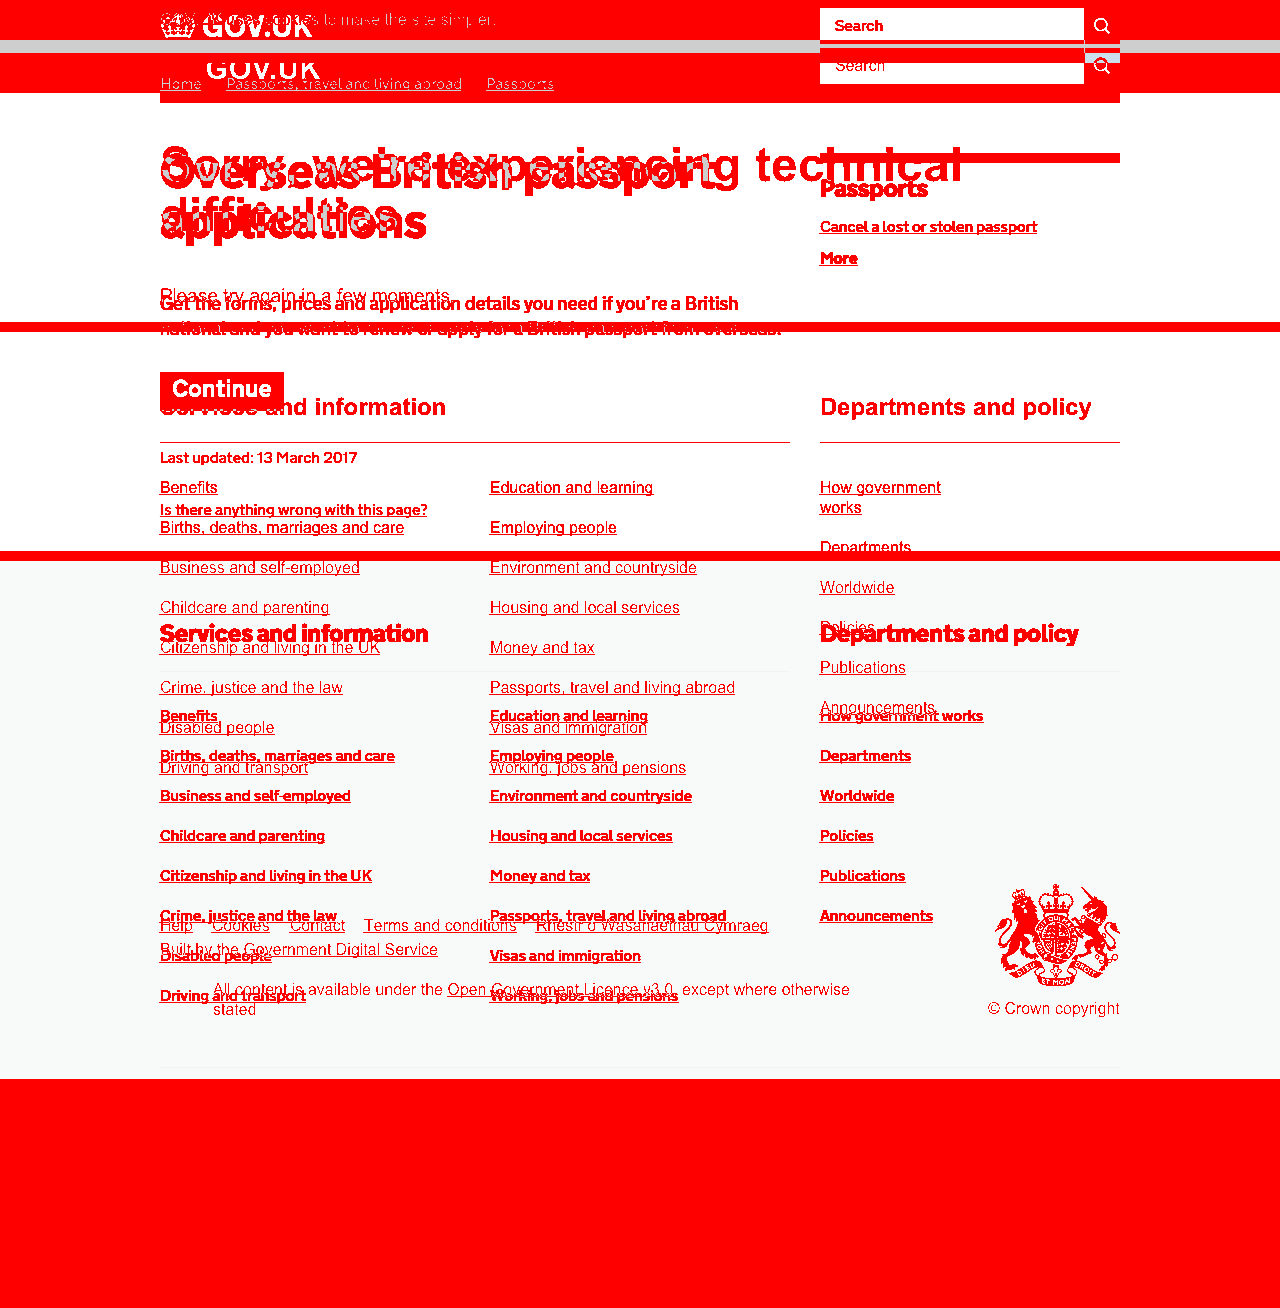 GOV.UK uses cookies to make the site simpler.
GOV.UK
Search
GOV.UK
Search
Home Passports, travel and living abroad Passports
Sorry, we're experiencing technical
difficulties
Overseas British passport
applications
Passports
Cancel a lost or stolen passport
More
Please try again in a few moments.
Get the forms, prices and application details you need if you’re a British
national and you want to renew or apply for a British passport from overseas.
Continue
Services and information
Departments and policy
Last updated: 13 March 2017
Benefits
Education and learning
How government
works
Is there anything wrong with this page?
Births, deaths, marriages and care
Employing people
Departments
Business and self-employed
Environment and countryside
Worldwide
Childcare and parenting
Housing and local services
Policies
Services and information
Departments and policy
Citizenship and living in the UK
Money and tax
Publications
Crime, justice and the law
Passports, travel and living abroad
Announcements
Benefits
Education and learning
How government works
Disabled people
Visas and immigration
Births, deaths, marriages and care
Employing people
Departments
Driving and transport
Working, jobs and pensions
Business and self-employed
Environment and countryside
Worldwide
Childcare and parenting
Housing and local services
Policies
Citizenship and living in the UK
Money and tax
Publications
Crime, justice and the law
Passports, travel and living abroad
Announcements
Help Cookies Contact Terms and conditions Rhestr o Wasanaethau Cymraeg
Built by the Government Digital Service
Disabled people
Visas and immigration
All content is available under the Open Government Licence v3.0, except where otherwise
stated
Driving and transport
Working, jobs and pensions
© Crown copyright